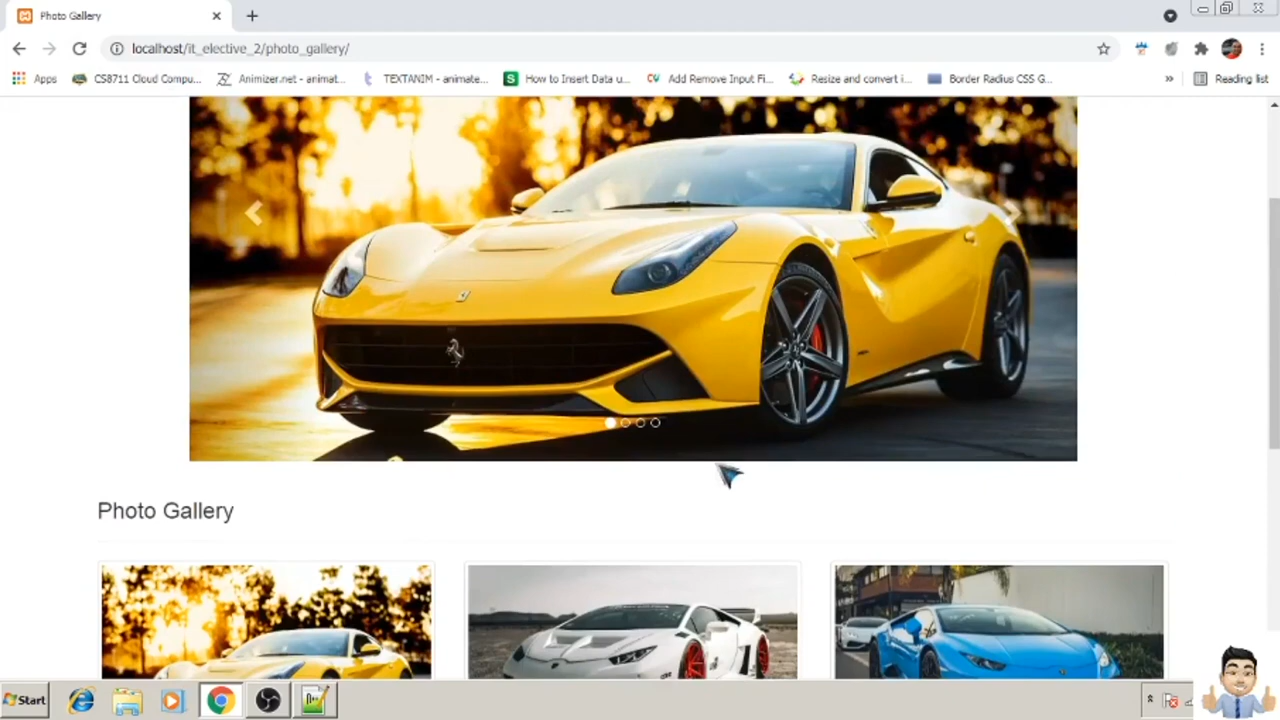 Photo Gallery
localhost/it_elective_2/photo_gallery/
Apps
CS8711 Cloud Compu...
Animizer.net - animat...
TEXTANIM - animate...
How to Insert Data u...
Add Remove Input Fi...
Resize and convert i...
Border Radius CSS G...
»
Reading list
Photo Gallery
Start